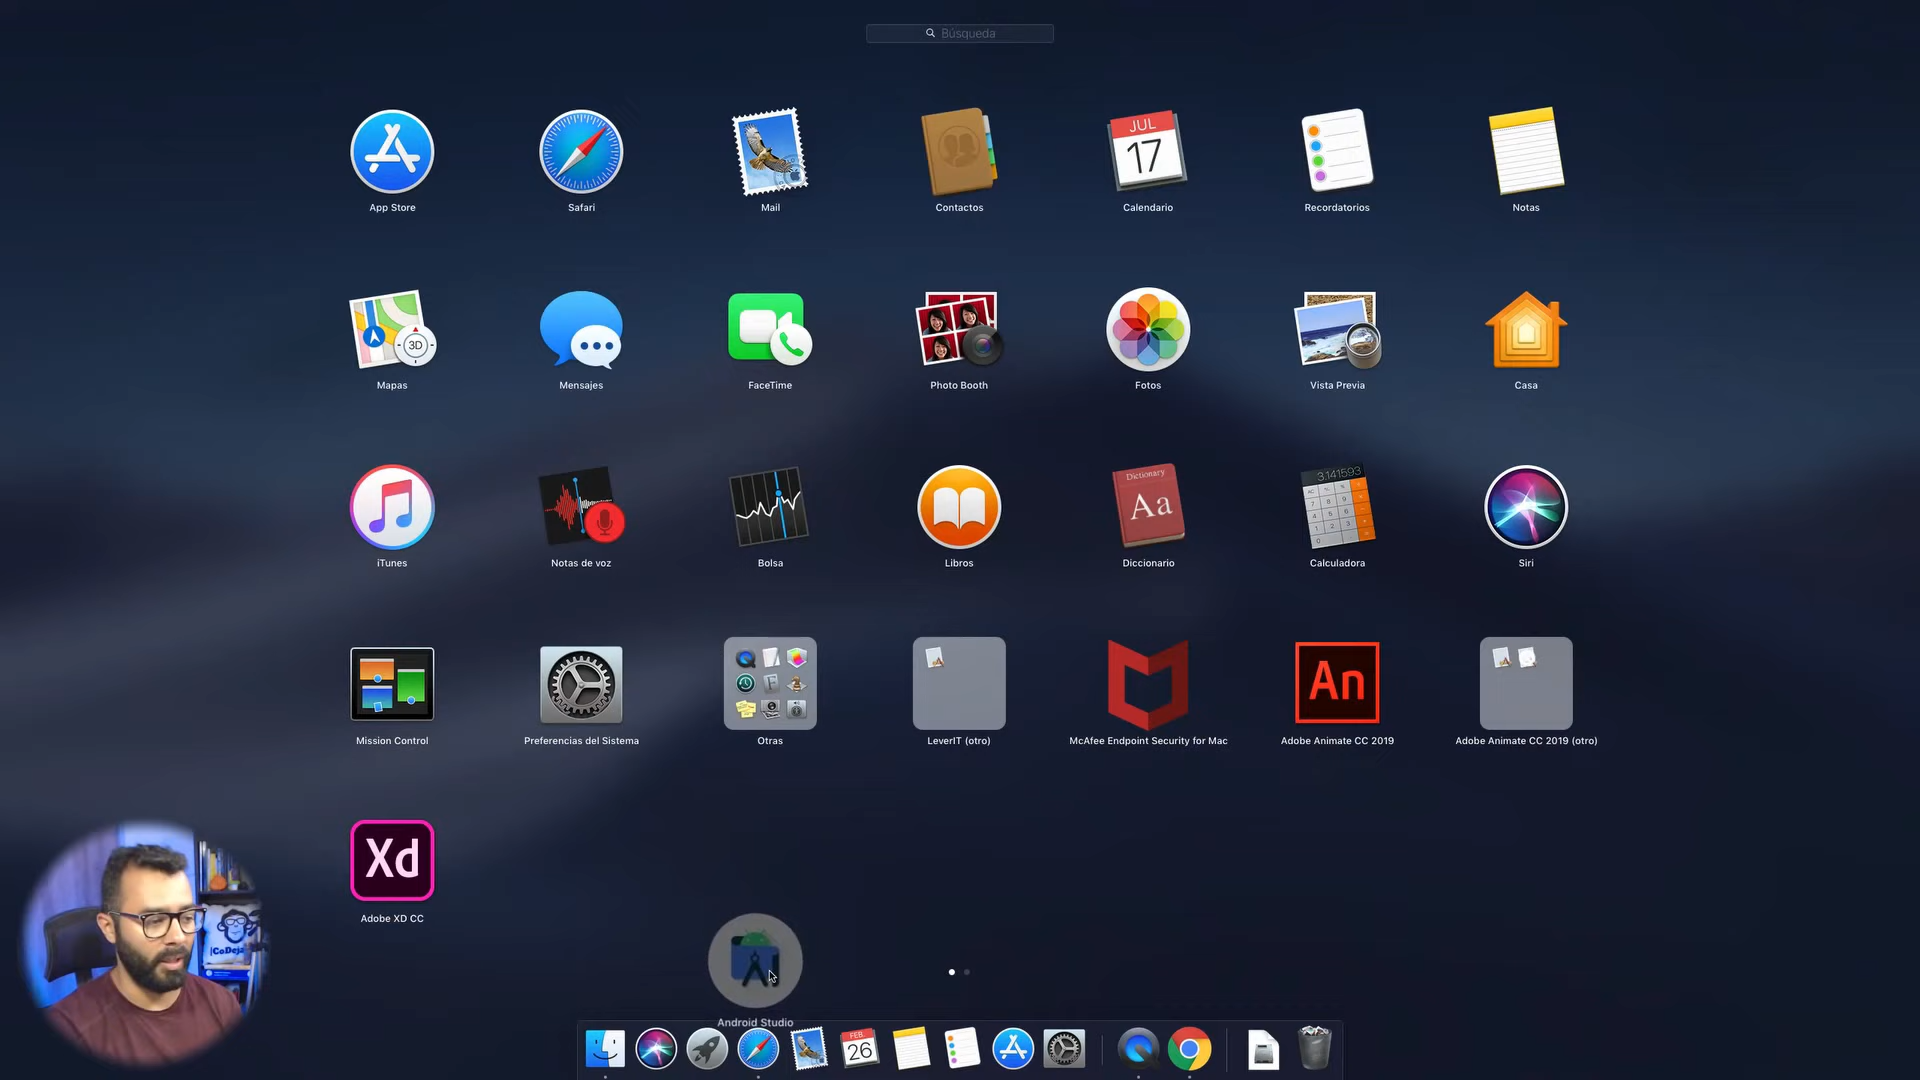 Búsqueda
App Store
Safari
Mail
Contactos
JUL
17
Calendario
Recordatorios
Notas
Mapas
3D
Mensajes
FaceTime
Photo Booth
Fotos
Vista Previa
Casa
iTunes
Notas de voz
Bolsa
Libros
Dictionary
Aa
Diccionario
3.141593
Calculadora
Siri
Mission Control
Preferencias del Sistema
Otras
LeverIT (otro)
McAfee Endpoint Security for Mac
An
Adobe Animate CC 2019
Adobe Animate CC 2019 (otro)
Xd
Adobe XD CC
Android Studio
FEB
26